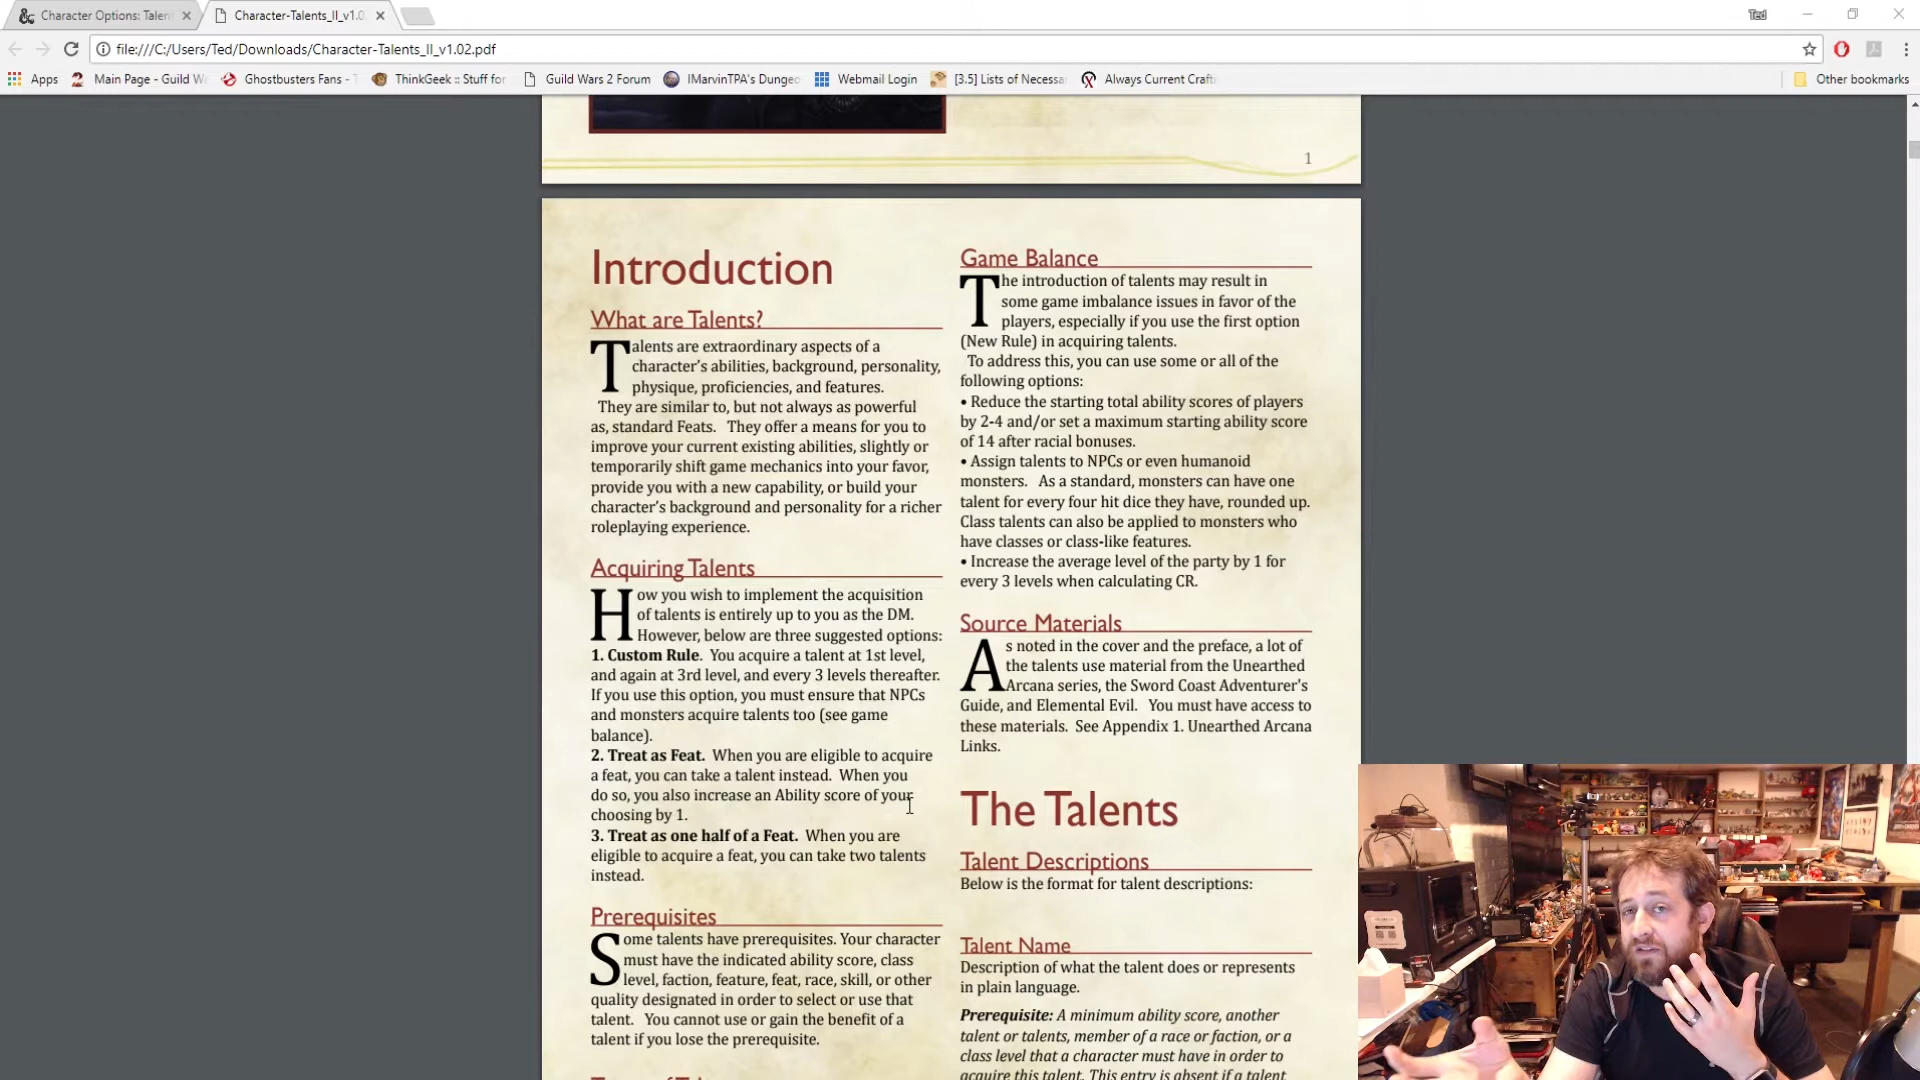 Character Options: Talen
Character-Talents_II_v1.0
Ted
file:///C:/Users/Ted/Downloads/Character-Talents_II_v1.02.pdf
Apps
Main Page - Guild W
Ghostbusters Fans - T
ThinkGeek :: Stuff for
Guild Wars 2 Forum
IMarvinTPA's Dunge
Webmail Login
[3.5] Lists of Necessa
Always Current Craft
Other bookmarks
1
Introduction
What are Talents?
Talents are extraordinary aspects of a
character's abilities, background, personality,
physique, proficiencies, and features.
They are similar to, but not always as powerful
as, standard Feats. They offer a means for you to
improve your current existing abilities, slightly or
temporarily shift game mechanics into your favor,
provide you with a new capability, or build your
character's background and personality for a richer
roleplaying experience.
Acquiring Talents
How you wish to implement the acquisition
of talents is entirely up to you as the DM.
However, below are three suggested options:
1. Custom Rule. You acquire a talent at 1st level,
and again at 3rd level, and every 3 levels thereafter.
If you use this option, you must ensure that NPCs
and monsters acquire talents too (see game
balance).
2. Treat as Feat. When you are eligible to acquire
a feat, you can take a talent instead. When you
do so, you also increase an Ability score of your
choosing by 1.
3. Treat as one half of a Feat. When you are
eligible to acquire a feat, you can take two talents
instead.
Prerequisites
Some talents have prerequisites. Your character
must have the indicated ability score, class
level, faction, feature, feat, race, skill, or other
quality designated in order to select or use that
talent. You cannot use or gain the benefit of a
talent if you lose the prerequisite.
Game Balance
The introduction of talents may result in
some game imbalance issues in favor of the
players, especially if you use the first option
(New Rule) in acquiring talents.
To address this, you can use some or all of the
following options:
• Reduce the starting total ability scores of players
by 2-4 and/or set a maximum starting ability score
of 14 after racial bonuses.
• Assign talents to NPCs or even humanoid
monsters. As a standard, monsters can have one
talent for every four hit dice they have, rounded up.
Class talents can also be applied to monsters who
have classes or class-like features.
• Increase the average level of the party by 1 for
every 3 levels when calculating CR.
Source Materials
As noted in the cover and the preface, a lot of
the talents use material from the Unearthed
Arcana series, the Sword Coast Adventurer's
Guide, and Elemental Evil. You must have access to
these materials. See Appendix 1. Unearthed Arcana
Links.
The Talents
Talent Descriptions
Below is the format for talent descriptions:
Talent Name
Description of what the talent does or represents
in plain language.
Prerequisite: A minimum ability score, another
talent or talents, member of a race or faction, or a
class level that a character must have in order to
acquire this talent. This entry is absent if a talent